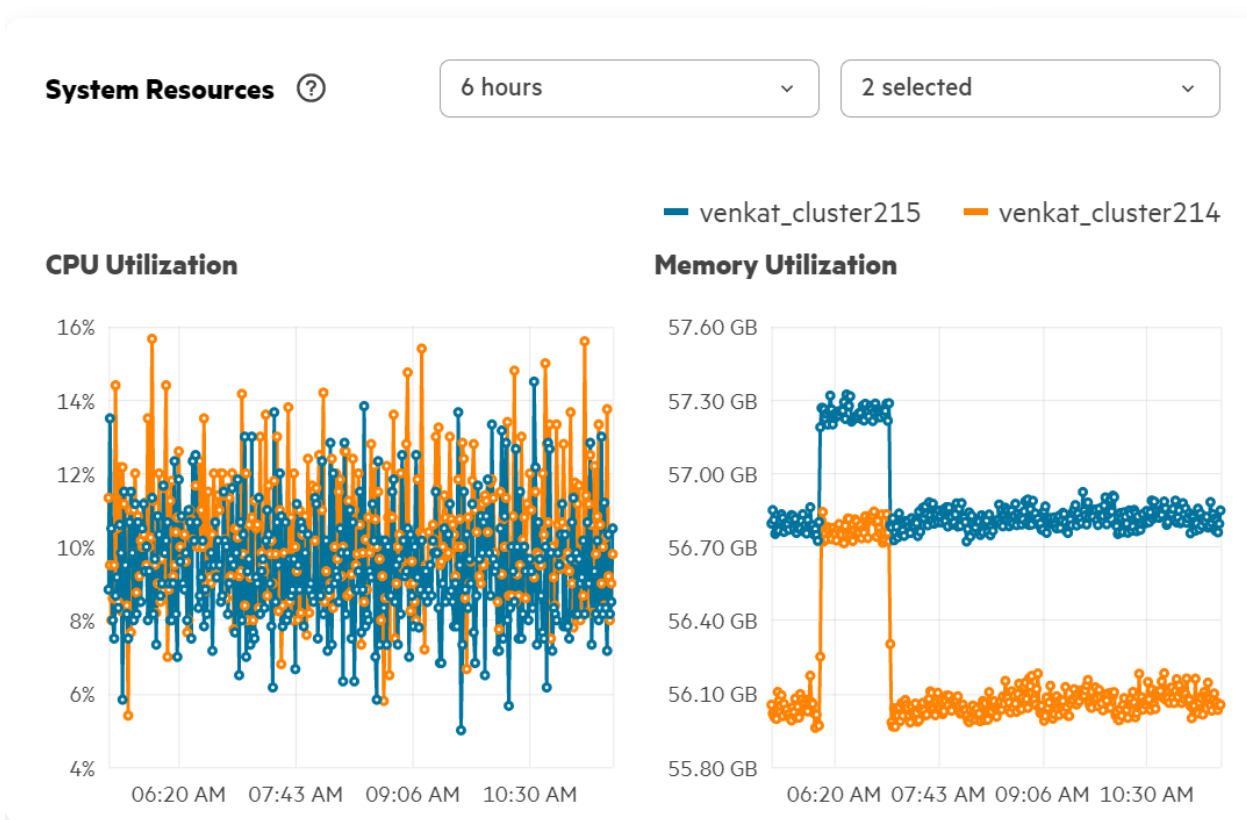 System Resources ?
6 hours
2 selected
venkat_cluster215 venkat_cluster214
CPU Utilization
16%
14%
12%
10%
8%
6%
4%
06:20 AM 07:43 AM 09:06 AM 10:30 AM
Memory Utilization
57.60 GB
57.30 GB
57.00 GB
56.70 GB
56.40 GB
56.10 GB
55.80 GB
06:20 AM 07:43 AM 09:06 AM 10:30 AM